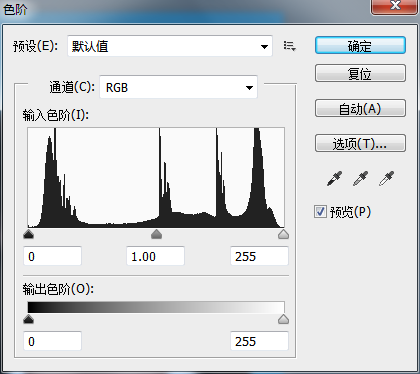 色阶
预设(E): 默认值
确定
复位
通道(C): RGB
自动(A)
输入色阶(I):
选项(T)...
预览(P)
0 1.00 255
输出色阶(O):
0 255